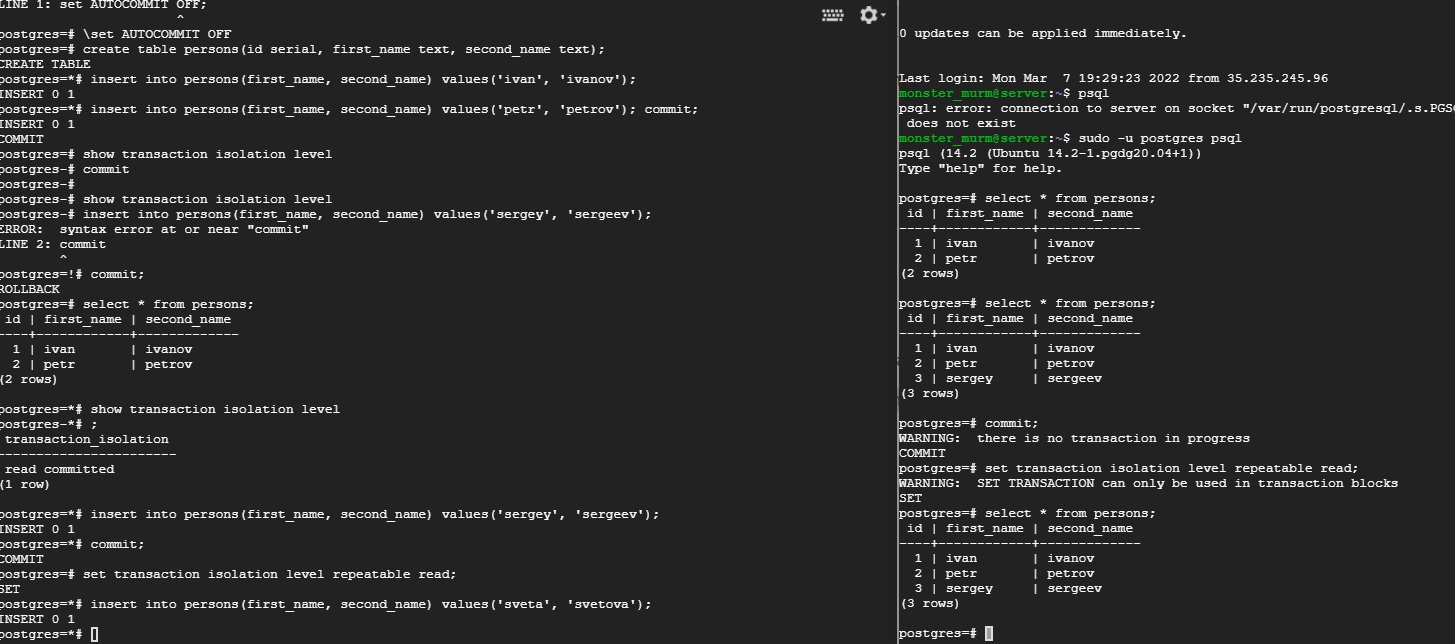 LINE 1: set AUTOCOMMIT OFF;
^
postgres=# \set AUTOCOMMIT OFF
postgres=# create table persons(id serial, first_name text, second_name text);
CREATE TABLE
postgres=*# insert into persons(first_name, second_name) values('ivan', 'ivanov');
INSERT 0 1
postgres=*# insert into persons(first_name, second_name) values('petr', 'petrov'); commit;
INSERT 0 1
COMMIT
postgres=# show transaction isolation level
postgres-# commit
postgres-#
postgres-# show transaction isolation level
postgres-# insert into persons(first_name, second_name) values('sergey', 'sergeev');
ERROR:  syntax error at or near "commit"
LINE 2: commit
^
postgres=!# commit;
ROLLBACK
postgres=# select * from persons;
id | first_name | second_name
----+------------+-------------
1 | ivan       | ivanov
2 | petr       | petrov
(2 rows)
postgres=*# show transaction isolation level
postgres-*# ;
transaction_isolation
-----------------------
read committed
(1 row)
postgres=*# insert into persons(first_name, second_name) values('sergey', 'sergeev');
INSERT 0 1
postgres=*# commit;
COMMIT
postgres=# set transaction isolation level repeatable read;
SET
postgres=*# insert into persons(first_name, second_name) values('sveta', 'svetova');
INSERT 0 1
postgres=*#
0 updates can be applied immediately.
Last login: Mon Mar  7 19:29:23 2022 from 35.235.245.96
monster_murm@server:~$ psql
psql: error: connection to server on socket "/var/run/postgresql/.s.PGS
does not exist
monster_murm@server:~$ sudo -u postgres psql
psql (14.2 (Ubuntu 14.2-1.pgdg20.04+1))
Type "help" for help.
postgres=# select * from persons;
id | first_name | second_name
----+------------+-------------
1 | ivan       | ivanov
2 | petr       | petrov
(2 rows)
postgres=# select * from persons;
id | first_name | second_name
----+------------+-------------
1 | ivan       | ivanov
2 | petr       | petrov
3 | sergey     | sergeev
(3 rows)
postgres=# commit;
WARNING:  there is no transaction in progress
COMMIT
postgres=# set transaction isolation level repeatable read;
WARNING:  SET TRANSACTION can only be used in transaction blocks
SET
postgres=# select * from persons;
id | first_name | second_name
----+------------+-------------
1 | ivan       | ivanov
2 | petr       | petrov
3 | sergey     | sergeev
(3 rows)
postgres=#